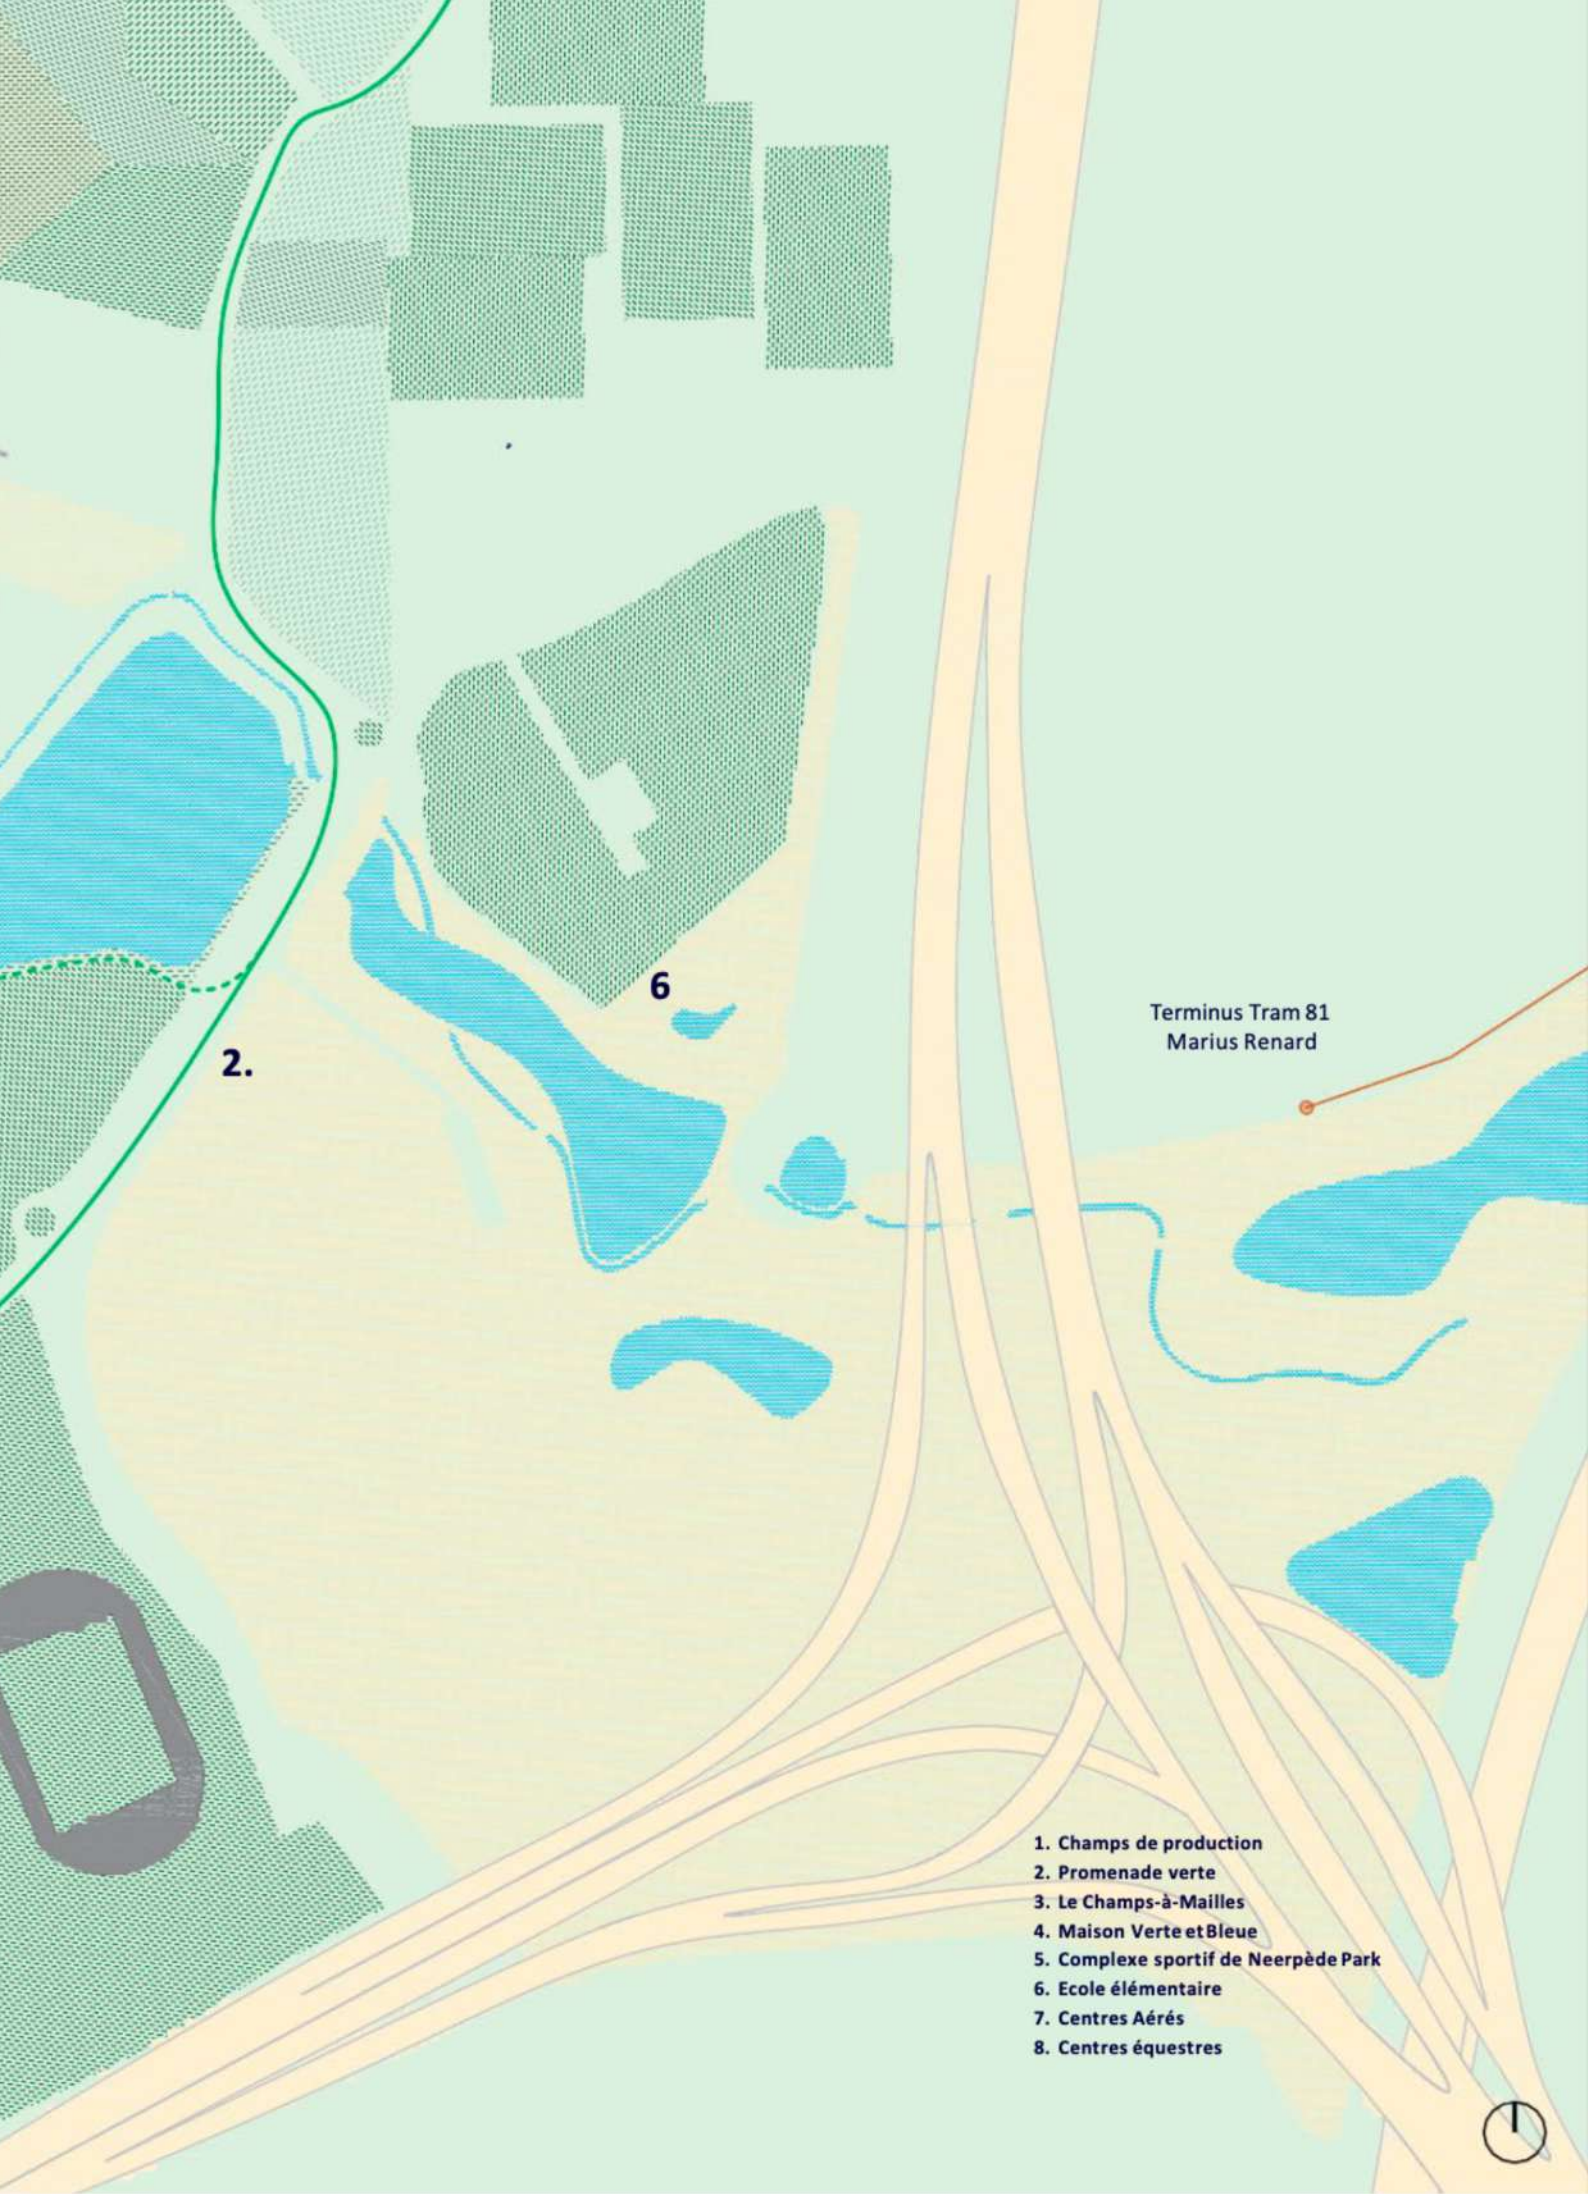 6
Terminus Tram 81
Marius Renard
2.
1. Champs de production
2. Promenade verte
3. Le Champs-à-Mailles
4. Maison Verte et Bleue
5. Complexe sportif de Neerpède Park
6. Ecole élémentaire
7. Centres Aérés
8. Centres équestres